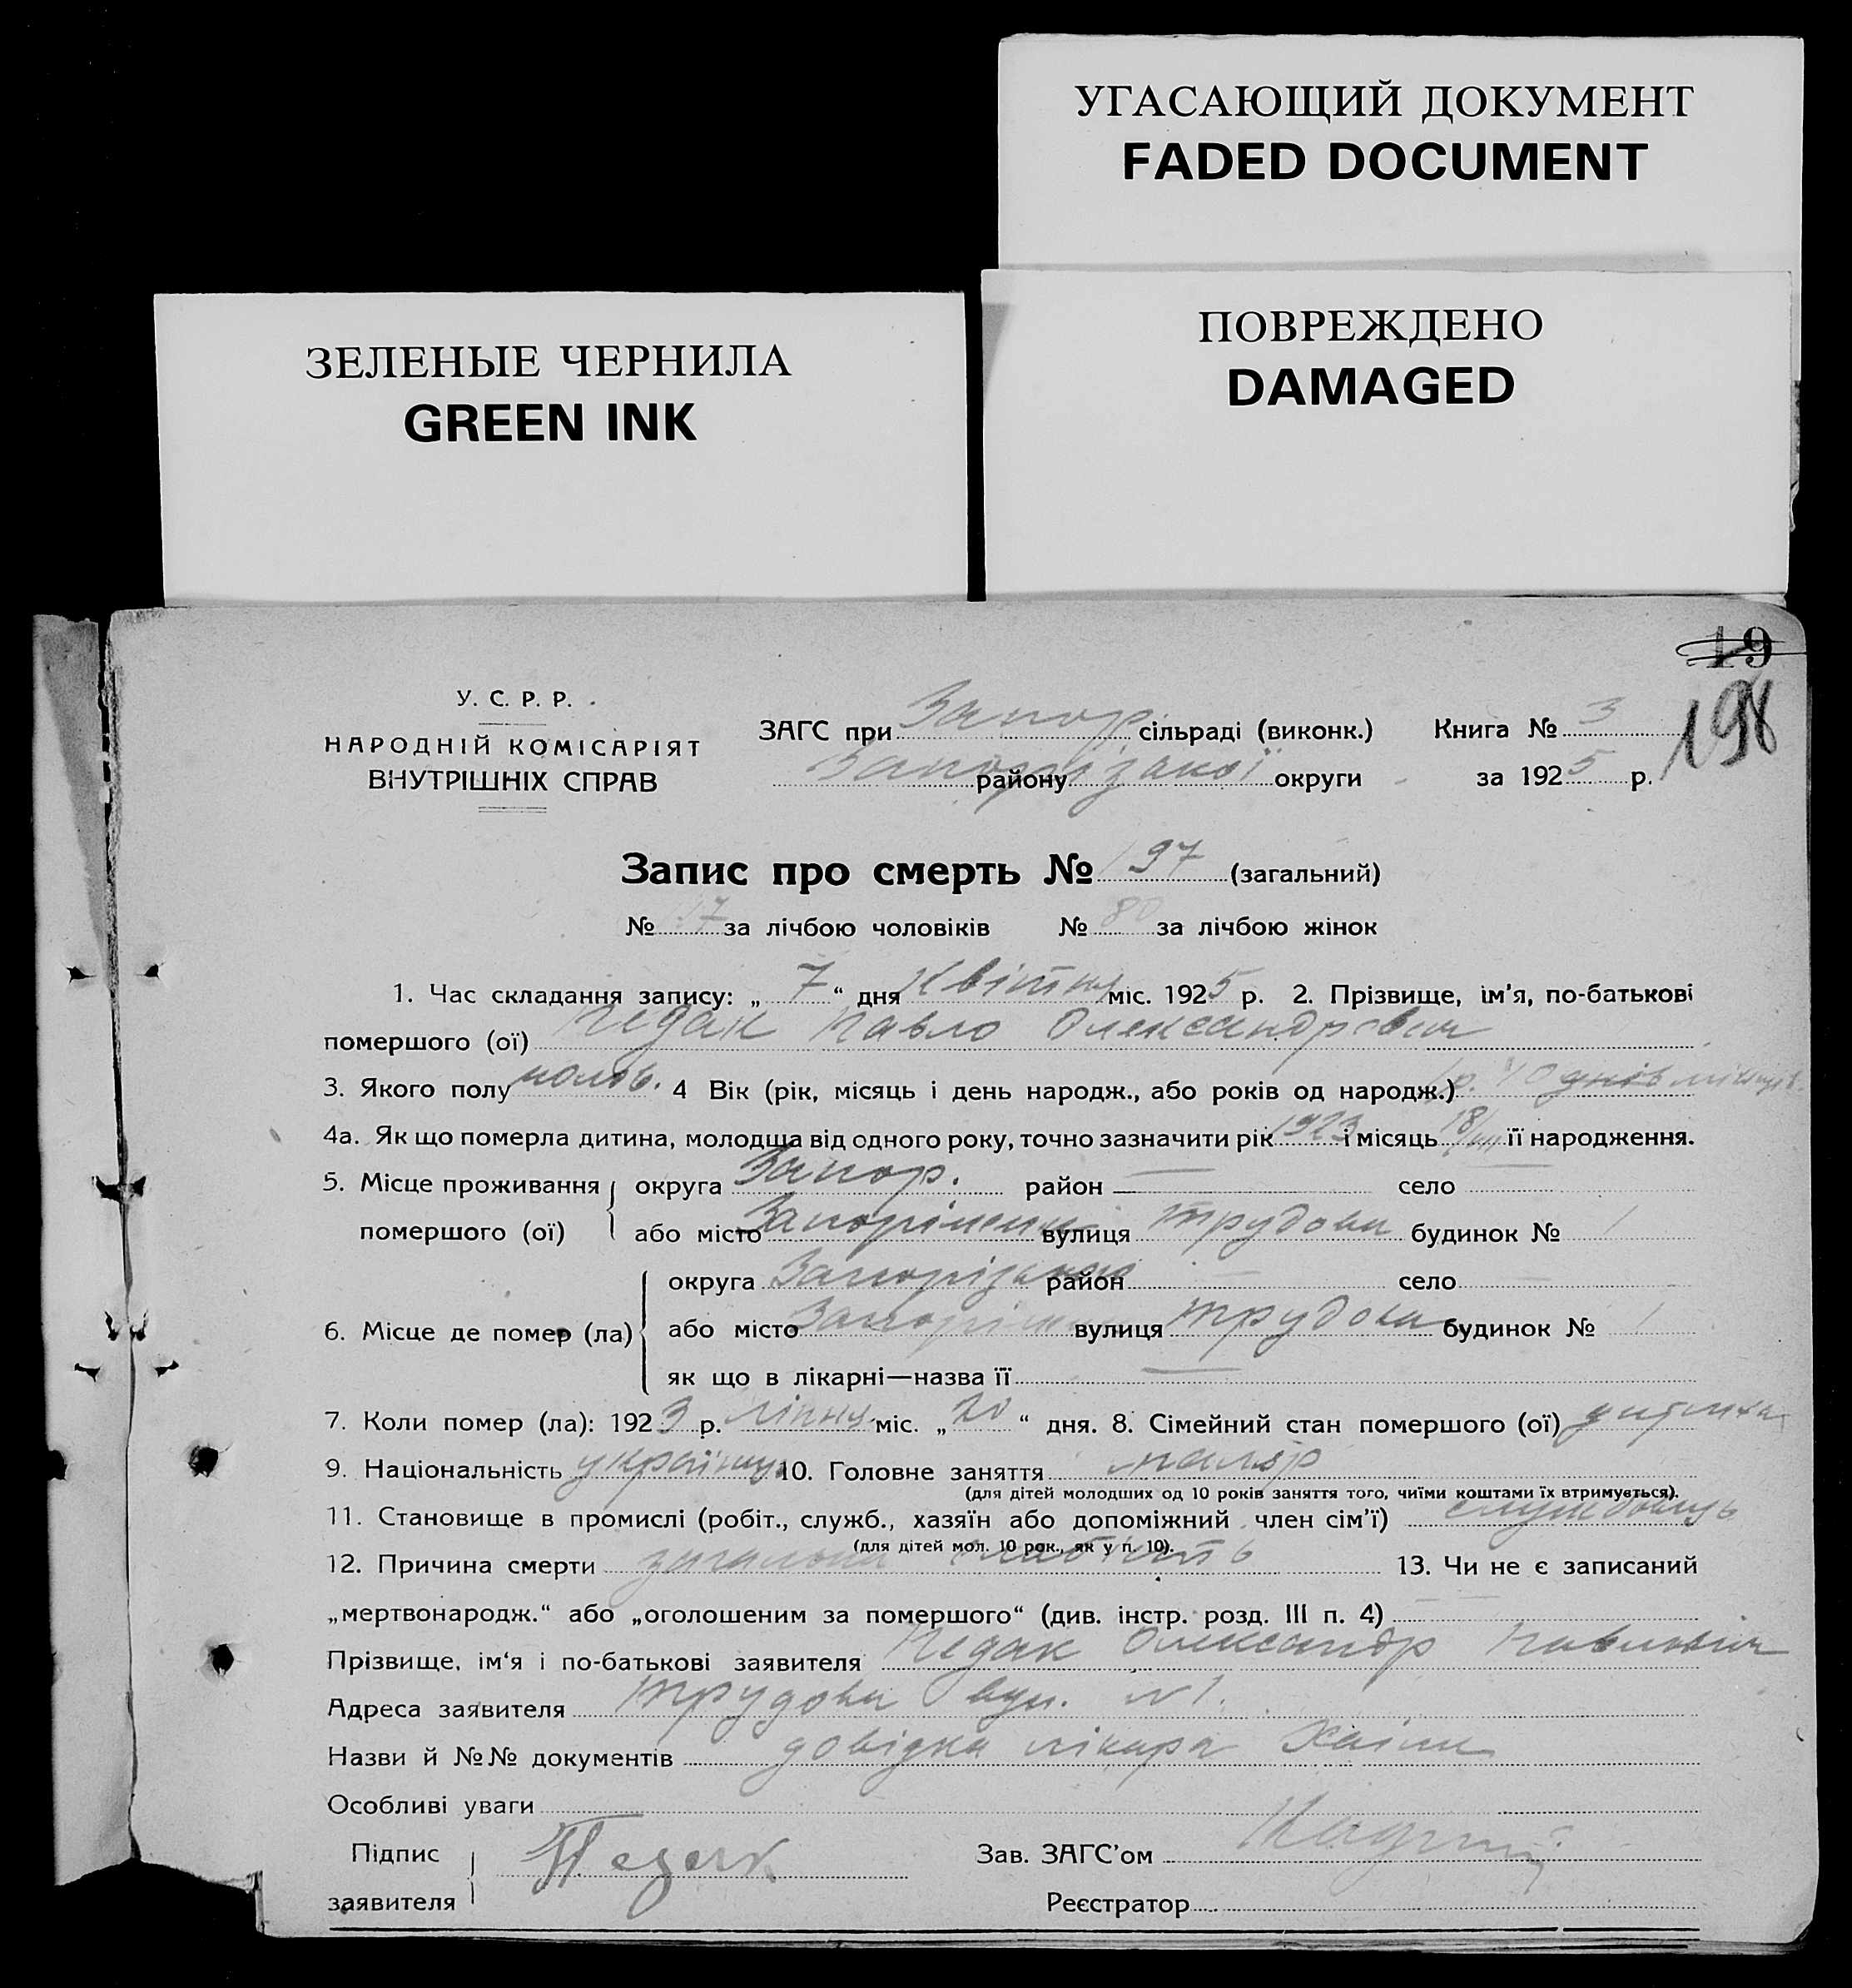 УГАСАЮЩИЙ ДОКУМЕНТ
FADED DOCUMENT
ЗЕЛЕНЫЕ ЧЕРНИЛА
GREEN INK
ПОВРЕЖДЕНО
DAMAGED
19
198
У. С. Р. Р.
НАРОДНІЙ КОМІСАРІЯТ
ВНУТРІШНІХ СПРАВ
ЗАГС при Запор. сільраді (виконк.) Книга № 3
району Запорізької округи за 1925 р.
Запис про смерть № 197 (загальний)
№ 17 за лічбою чоловіків № 80 за лічбою жінок
1. Час складання запису: „ 7 “ дня Квітня міс. 1925 р. 2. Прізвище, ім'я, по-батькові
помершого (ої) Педак Павло Олександрович
3. Якого полу 4 Вік (рік, місяць і день народж., або років од народж.)
4а. Як що померла дитина, молодша від одного року, точно зазначити рік 1923 і місяць 18/ її народження.
5. Місце проживання помершого (ої) округа Запор. район — село
або місто Запоріжжя вулиця Трудова будинок № 1
6. Місце де помер (ла) округа Запорізька район — село —
або місто Запоріжжя вулиця Трудова будинок № 1
як що в лікарні—назва її —
7. Коли помер (ла): 1923 р. Липня міс. „ 20 “ дня. 8. Сімейний стан помершого (ої) дитина
9. Національність україн. 10. Головне заняття маляр
(для дітей молодших од 10 років заняття того, чиїми коштами їх втримується).
11. Становище в промислі (робіт., служб., хазяїн або допоміжний член сім'ї) службовець
(для дітей мол. 10 рок., як у п. 10).
12. Причина смерти загальна слабість 13. Чи не є записаний
„мертвонародж.“ або „оголошеним за помершого“ (див. інстр. розд. III п. 4) —
Прізвище, ім'я і по-батькові заявителя Педак Олександр Павлович
Адреса заявителя Трудова вул. №1.
Назви й №№ документів довідка лікаря
Особливі уваги
Підпис заявителя Педак Зав. ЗАГС'ом
Реєстратор